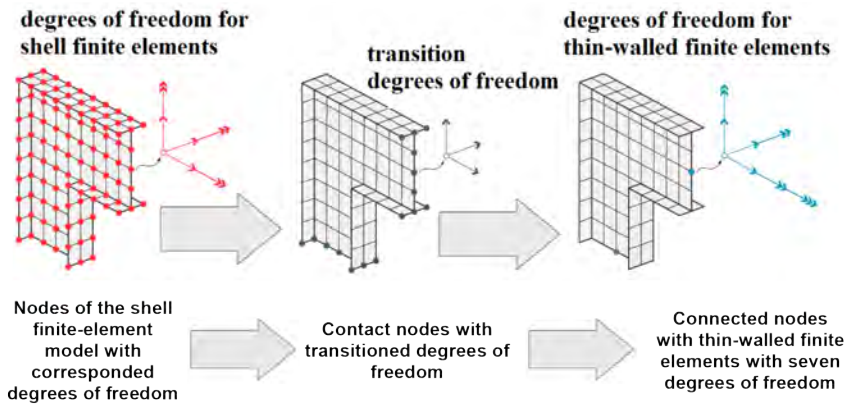 degrees of freedom for
shell finite elements
transition
degrees of freedom
degrees of freedom for
thin-walled finite elements
Nodes of the shell
finite-element
model with
corresponded
degrees of freedom
Contact nodes with
transitioned degrees of
freedom
Connected nodes
with thin-walled finite
elements with seven
degrees of freedom